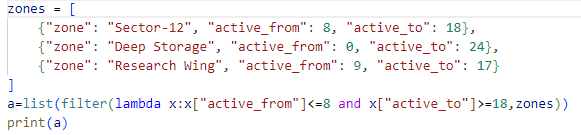 zones = [
    {"zone": "Sector-12", "active_from": 8, "active_to": 18},
    {"zone": "Deep Storage", "active_from": 0, "active_to": 24},
    {"zone": "Research Wing", "active_from": 9, "active_to": 17}
]
a=list(filter(lambda x:x["active_from"]<=8 and x["active_to"]>=18,zones))
print(a)